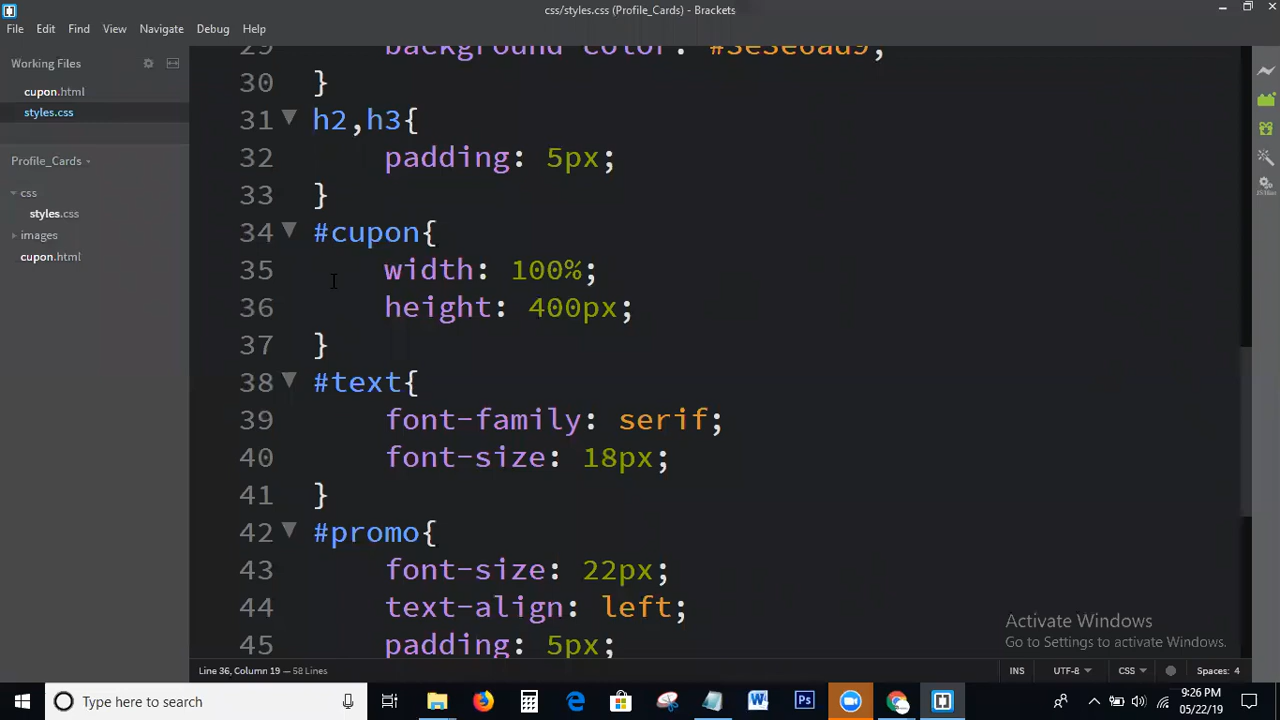 css/styles.css (Profile_Cards) - Brackets
File Edit Find View Navigate Debug Help
Working Files
cupon.html
styles.css
Profile_Cards
css
styles.css
images
cupon.html
29 background-color: #3e3e6ad9;
30 }
31 h2,h3{
32 padding: 5px;
33 }
34 #cupon{
35 width: 100%;
36 height: 400px;
37 }
38 #text{
39 font-family: serif;
40 font-size: 18px;
41 }
42 #promo{
43 font-size: 22px;
44 text-align: left;
45 padding: 5px;
Activate Windows
Go to Settings to activate Windows.
Line 36, Column 19 — 58 Lines
INS UTF-8 CSS Spaces: 4
Type here to search
9:26 PM
05/22/19